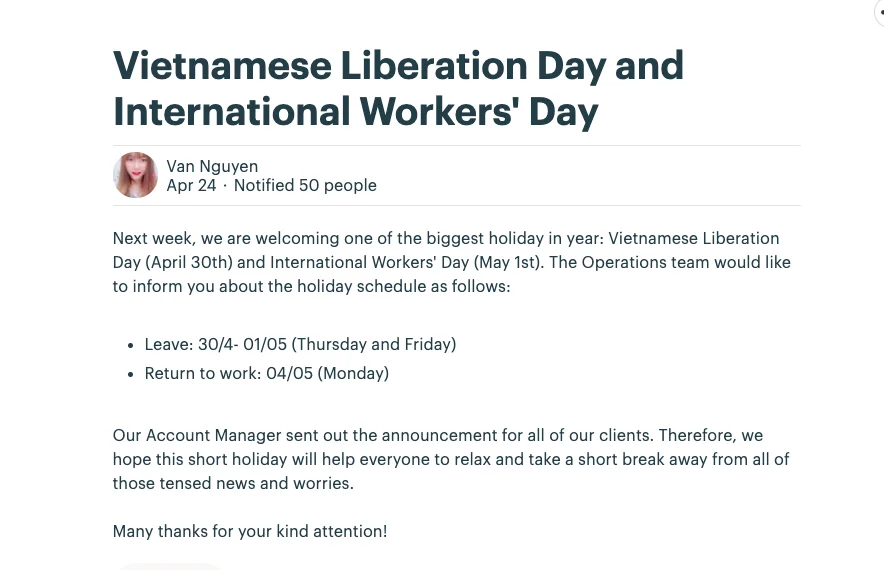 Vietnamese Liberation Day and
International Workers' Day
Van Nguyen
Apr 24 · Notified 50 people
Next week, we are welcoming one of the biggest holiday in year: Vietnamese Liberation
Day (April 30th) and International Workers' Day (May 1st). The Operations team would like
to inform you about the holiday schedule as follows:
• Leave: 30/4- 01/05 (Thursday and Friday)
• Return to work: 04/05 (Monday)
Our Account Manager sent out the announcement for all of our clients. Therefore, we
hope this short holiday will help everyone to relax and take a short break away from all of
those tensed news and worries.
Many thanks for your kind attention!